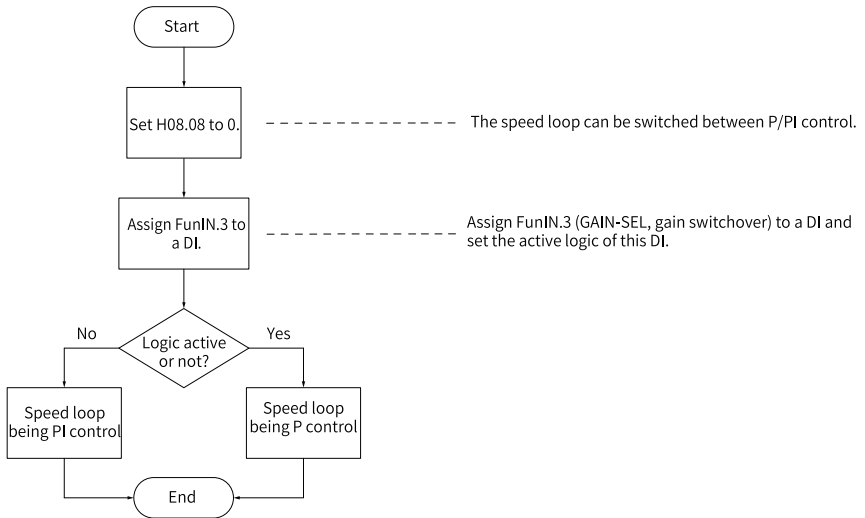 Start
Set H08.08 to 0.
The speed loop can be switched between P/PI control.
Assign FunIN.3 to
a DI.
Assign FunIN.3 (GAIN-SEL, gain switchover) to a DI and
set the active logic of this DI.
No
Yes
Logic active
or not?
Speed loop
being PI control
Speed loop
being P control
End